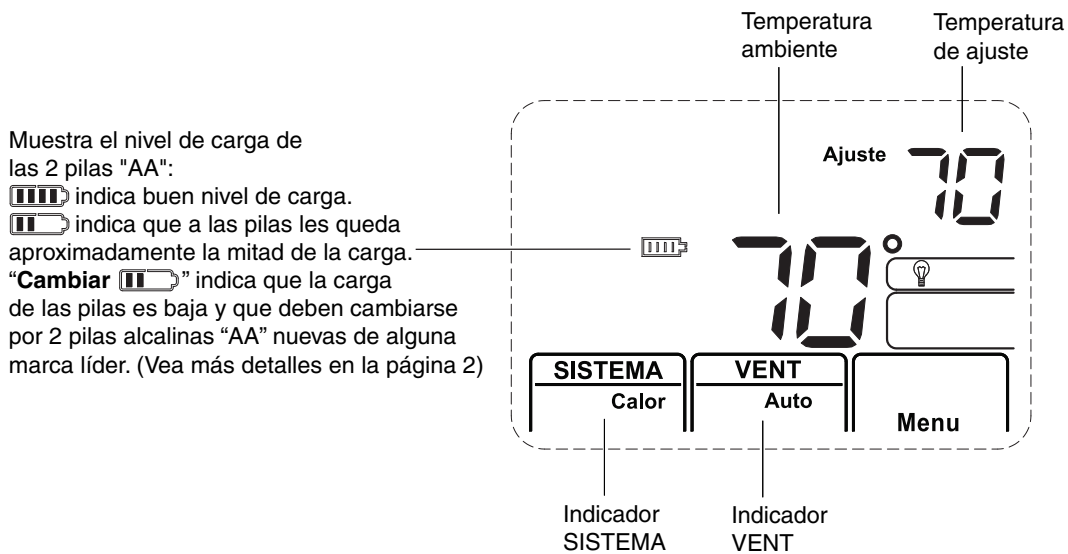 Temperatura
ambiente
Temperatura
de ajuste
Muestra el nivel de carga de
las 2 pilas "AA":
indica buen nivel de carga.
indica que a las pilas les queda
aproximadamente la mitad de la carga.
“Cambiar ” indica que la carga
de las pilas es baja y que deben cambiarse
por 2 pilas alcalinas “AA” nuevas de alguna
marca líder. (Vea más detalles en la página 2)
Ajuste 70
70°
SISTEMA
Calor
VENT
Auto
Menu
Indicador
SISTEMA
Indicador
VENT